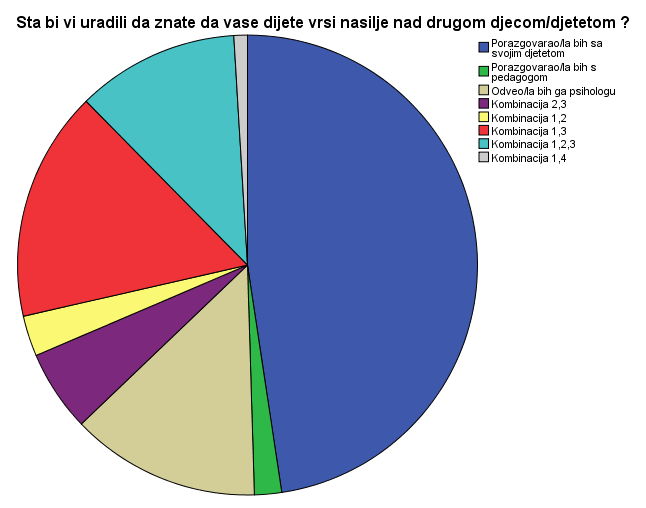 Sta bi vi uradili da znate da vase dijete vrsi nasilje nad drugom djecom/djetetom ?
Porazgovarao/la bih sa
svojim djetetom
Porazgovarao/la bih s
pedagogom
Odveo/la bih ga psihologu
Kombinacija 2,3
Kombinacija 1,2
Kombinacija 1,3
Kombinacija 1,2,3
Kombinacija 1,4